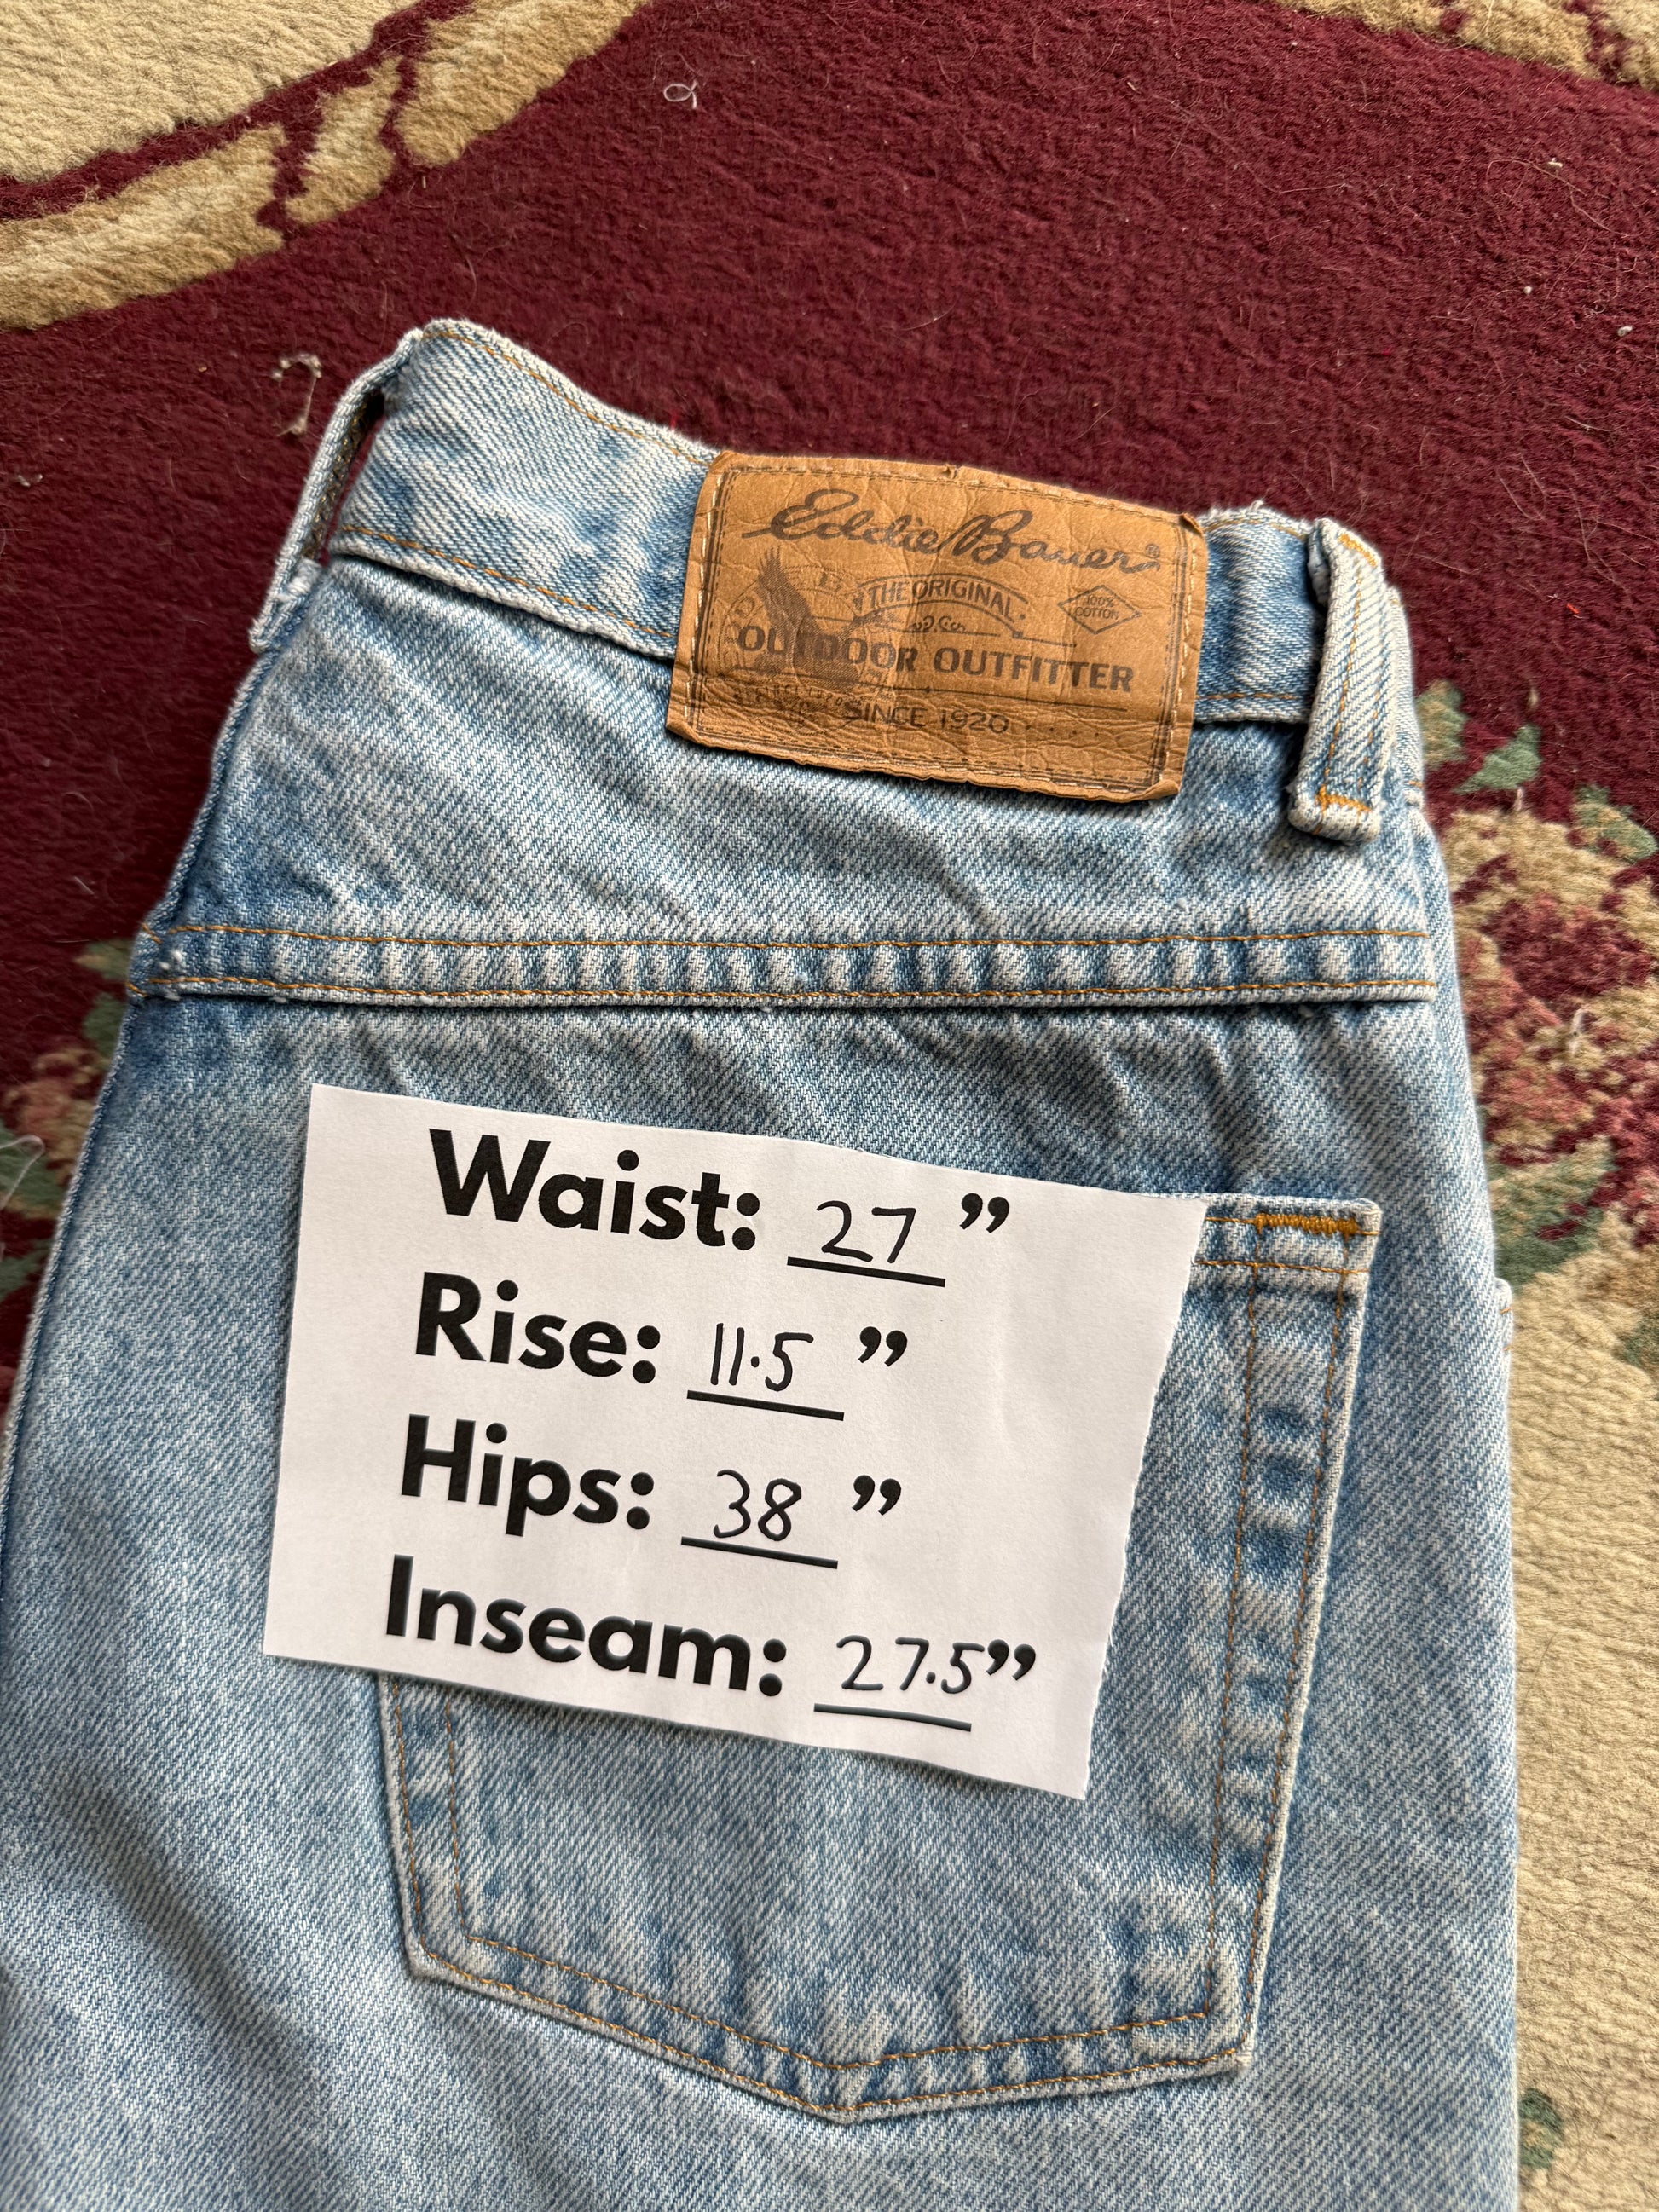 Eddie Bauer®
THE ORIGINAL
100%
COTTON
OUTDOOR OUTFITTER
SINCE 1920
Waist: 27 ”
Rise: 11.5 ”
Hips: 38 ”
Inseam: 27.5”